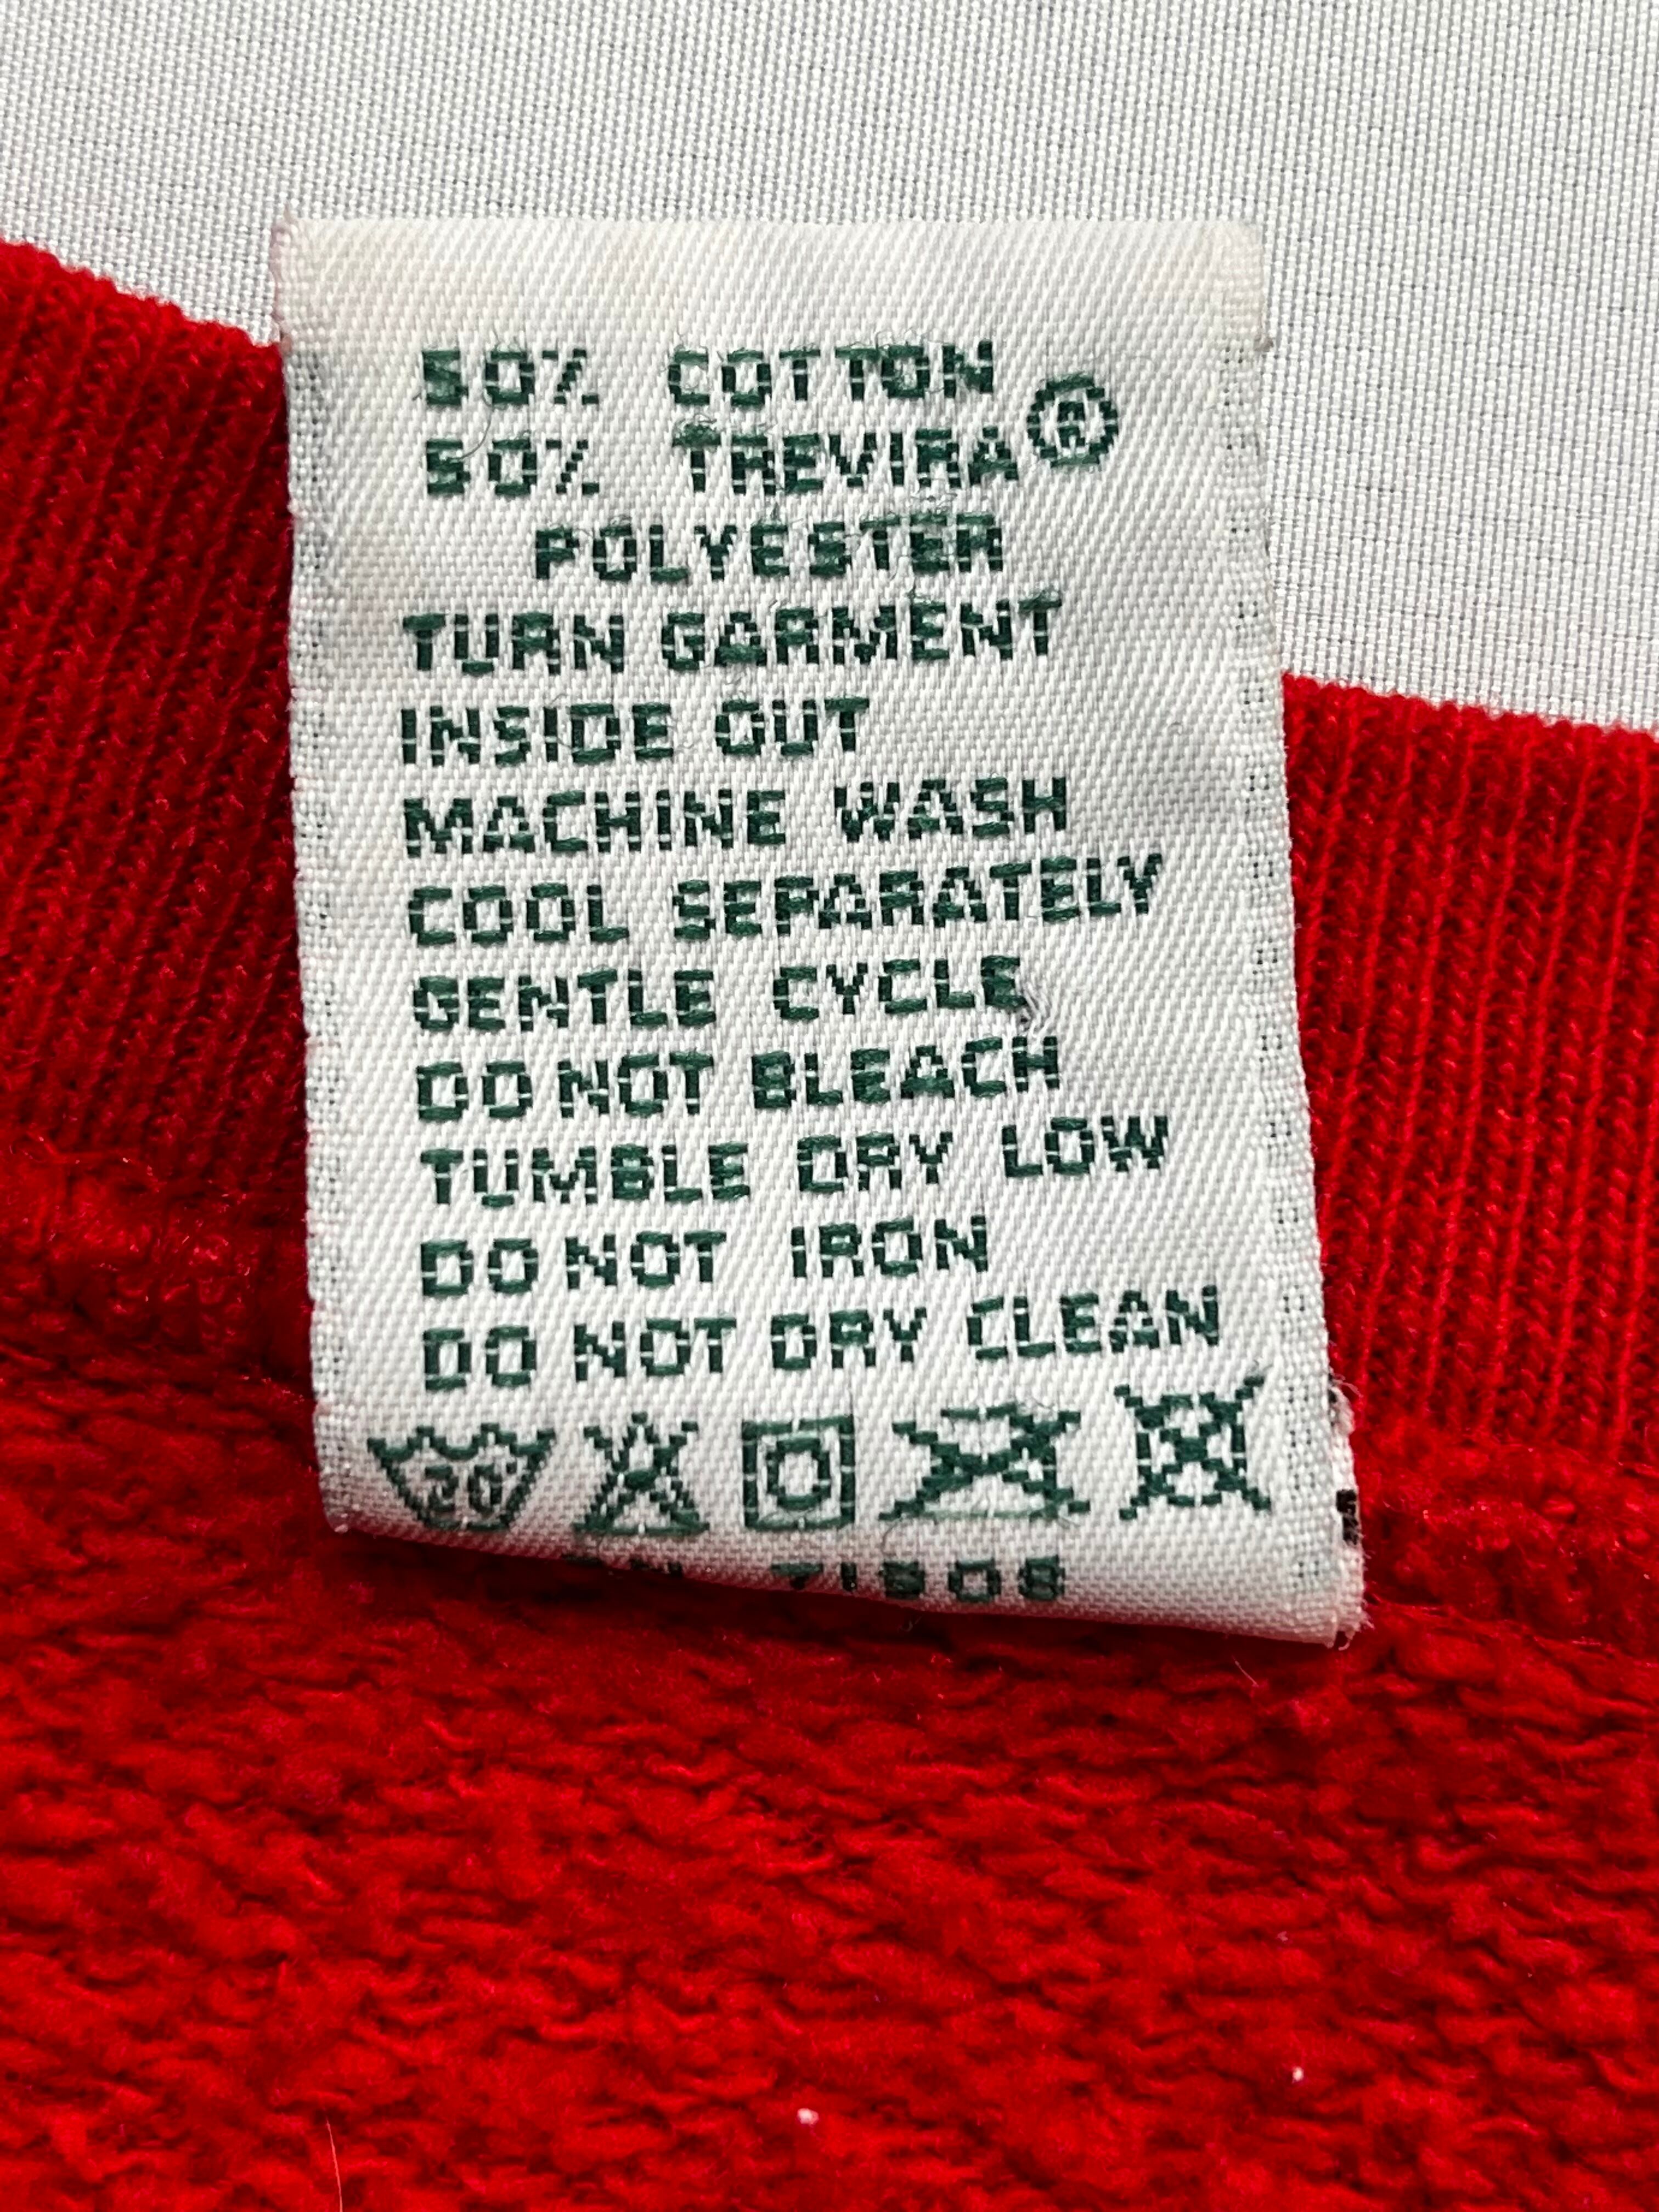 50% COTTON
50% TREVIRA®
POLYESTER
TURN GARMENT
INSIDE OUT
MACHINE WASH
COOL SEPARATELY
GENTLE CYCLE
DO NOT BLEACH
TUMBLE DRY LOW
DO NOT IRON
DO NOT DRY CLEAN
30°